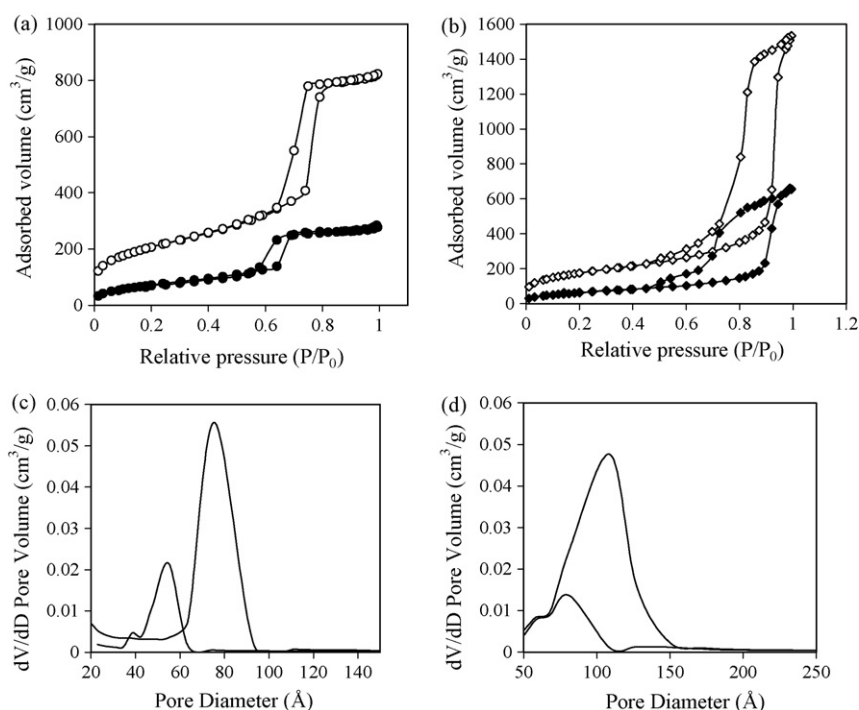 (a)
1000
800
600
400
200
0
Adsorbed volume (cm³/g)
0 0.2 0.4 0.6 0.8 1
Relative pressure (P/P₀)
(b)
1600
1400
1200
1000
800
600
400
200
0
Adsorbed volume (cm³/g)
0 0.2 0.4 0.6 0.8 1 1.2
Relative pressure (P/P₀)
(c)
0.06
0.05
0.04
0.03
0.02
0.01
0
dV/dD Pore Volume (cm³/g)
20 40 60 80 100 120 140
Pore Diameter (Å)
(d)
0.06
0.05
0.04
0.03
0.02
0.01
0
dV/dD Pore Volume (cm³/g)
50 100 150 200 250
Pore Diameter (Å)